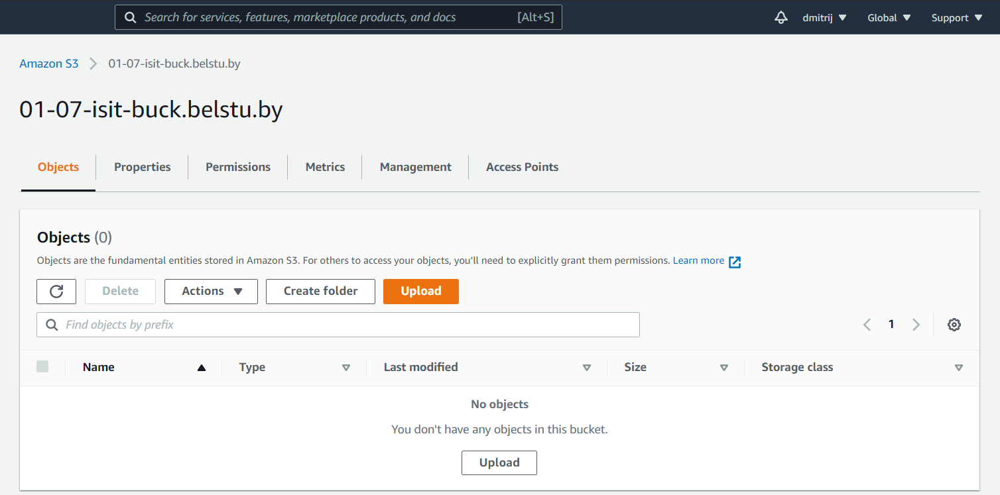 Search for services, features, marketplace products, and docs [Alt+S] dmitrij Global Support
Amazon S3 01-07-isit-buck.belstu.by
01-07-isit-buck.belstu.by
Objects Properties Permissions Metrics Management Access Points
Objects (0)
Objects are the fundamental entities stored in Amazon S3. For others to access your objects, you’ll need to explicitly grant them permissions. Learn more
Delete Actions Create folder Upload
Find objects by prefix 1
Name Type Last modified Size Storage class
No objects
You don't have any objects in this bucket.
Upload